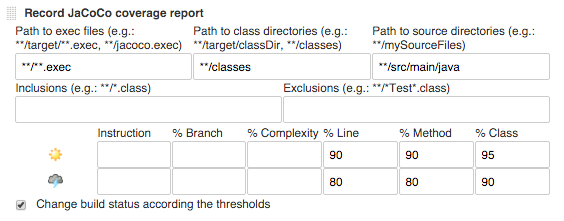 Record JaCoCo coverage report
Path to exec files (e.g.: Path to class directories (e.g.: Path to source directories (e.g.:
**/target/**.exec, **/jacoco.exec) **/target/classDir, **/classes) **/mySourceFiles)
**/**.exec **/classes **/src/main/java
Inclusions (e.g.: **/*.class) Exclusions (e.g.: **/*Test*.class)
Instruction % Branch % Complexity % Line % Method % Class
90 90 95
80 80 90
Change build status according the thresholds